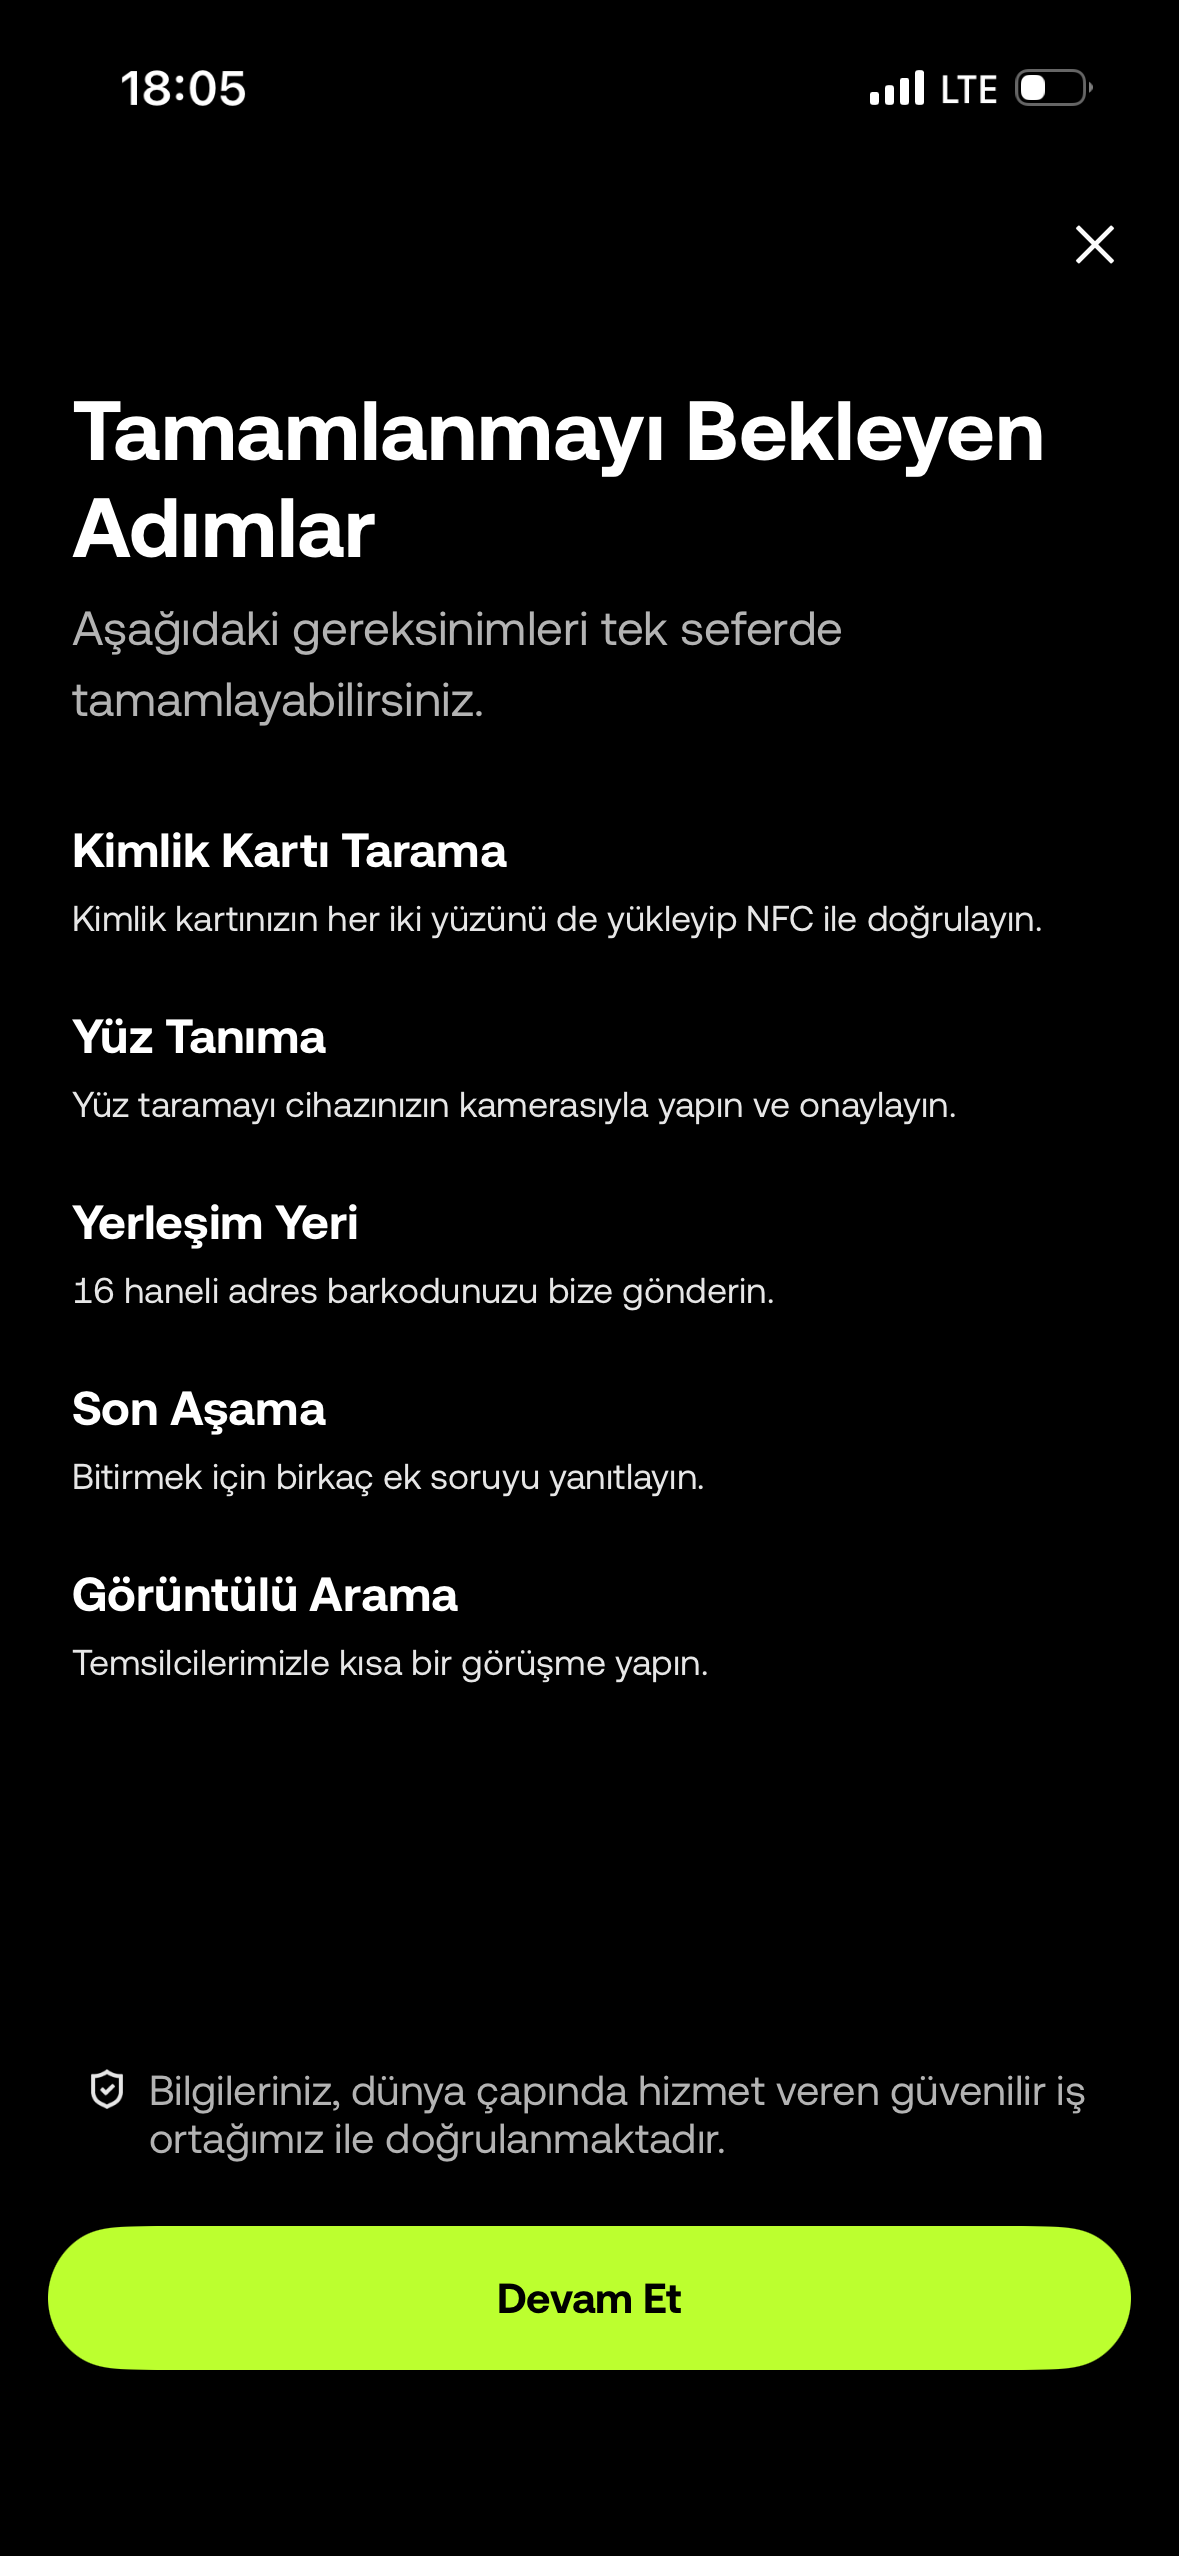 18:05
LTE
Tamamlanmayı Bekleyen
Adımlar
Aşağıdaki gereksinimleri tek seferde
tamamlayabilirsiniz.
Kimlik Kartı Tarama
Kimlik kartınızın her iki yüzünü de yükleyip NFC ile doğrulayın.
Yüz Tanıma
Yüz taramayı cihazınızın kamerasıyla yapın ve onaylayın.
Yerleşim Yeri
16 haneli adres barkodunuzu bize gönderin.
Son Aşama
Bitirmek için birkaç ek soruyu yanıtlayın.
Görüntülü Arama
Temsilcilerimizle kısa bir görüşme yapın.
Bilgileriniz, dünya çapında hizmet veren güvenilir iş
ortağımız ile doğrulanmaktadır.
Devam Et